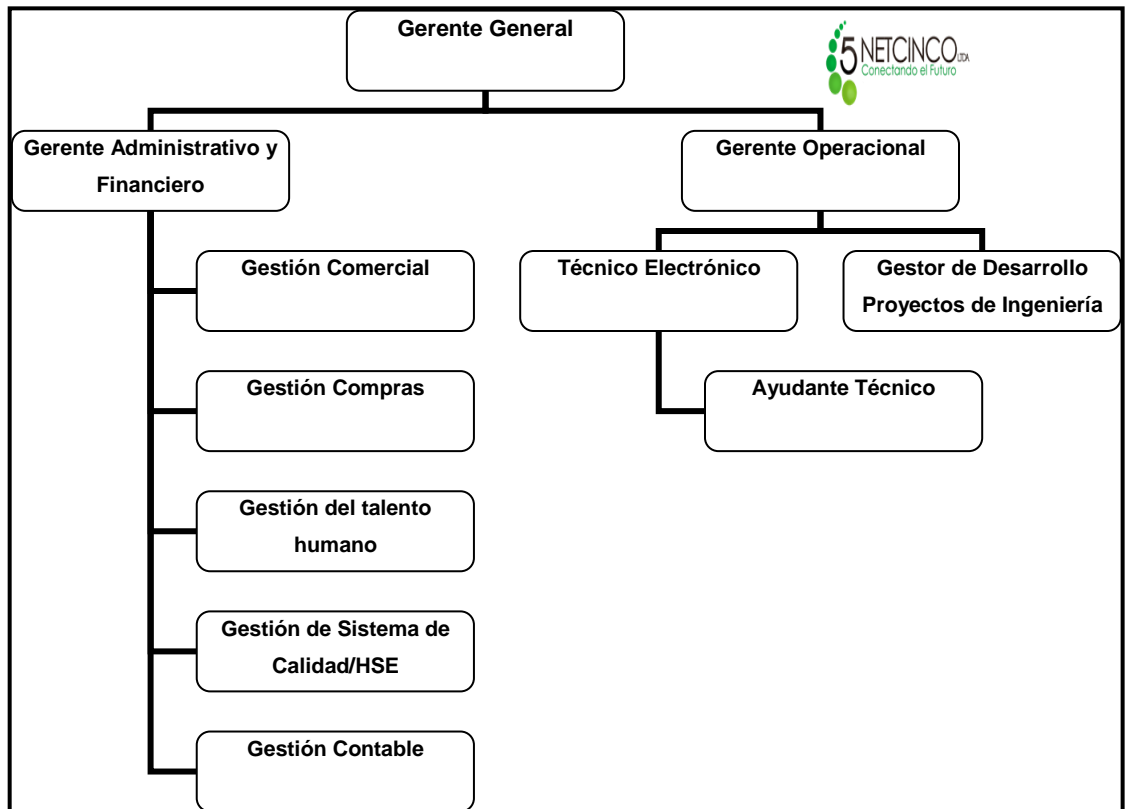 Gerente General
5 NETCINCO LTDA
Conectando el Futuro
Gerente Administrativo y
Financiero
Gerente Operacional
Gestión Comercial
Técnico Electrónico
Gestor de Desarrollo
Proyectos de Ingeniería
Gestión Compras
Ayudante Técnico
Gestión del talento
humano
Gestión de Sistema de
Calidad/HSE
Gestión Contable